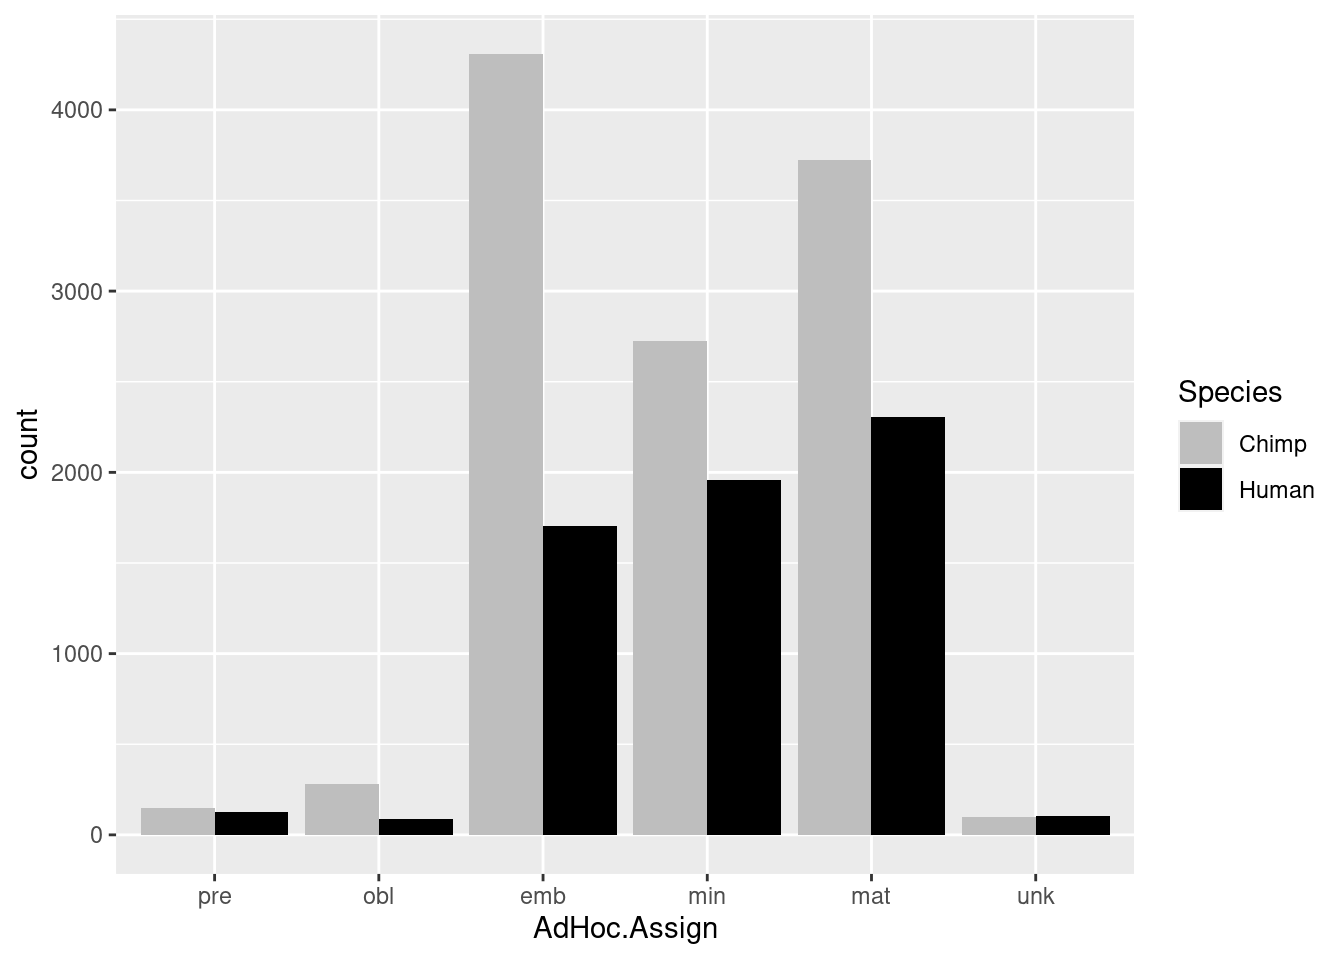 4000
3000
2000
1000
0
count
pre obl emb min mat unk
AdHoc.Assign
Species
Chimp
Human